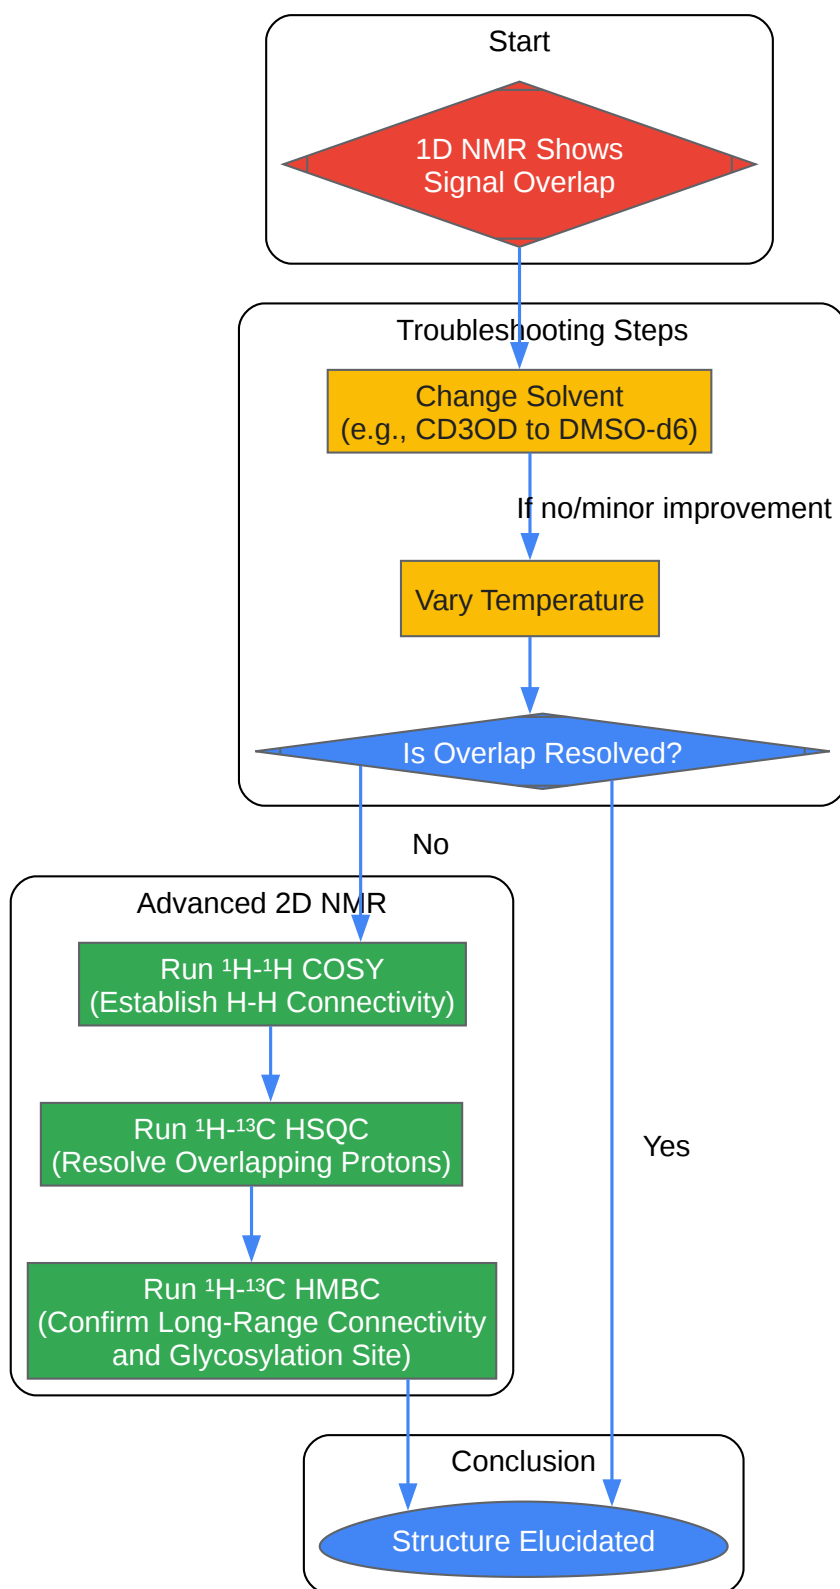 Start
1D NMR Shows
Signal Overlap
Troubleshooting Steps
Change Solvent
(e.g., CD3OD to DMSO-d6)
If no/minor improvement
Vary Temperature
Is Overlap Resolved?
No
Advanced 2D NMR
Run ¹H-¹H COSY
(Establish H-H Connectivity)
Run ¹H-¹³C HSQC
(Resolve Overlapping Protons)
Yes
Run ¹H-¹³C HMBC
(Confirm Long-Range Connectivity
and Glycosylation Site)
Conclusion
Structure Elucidated